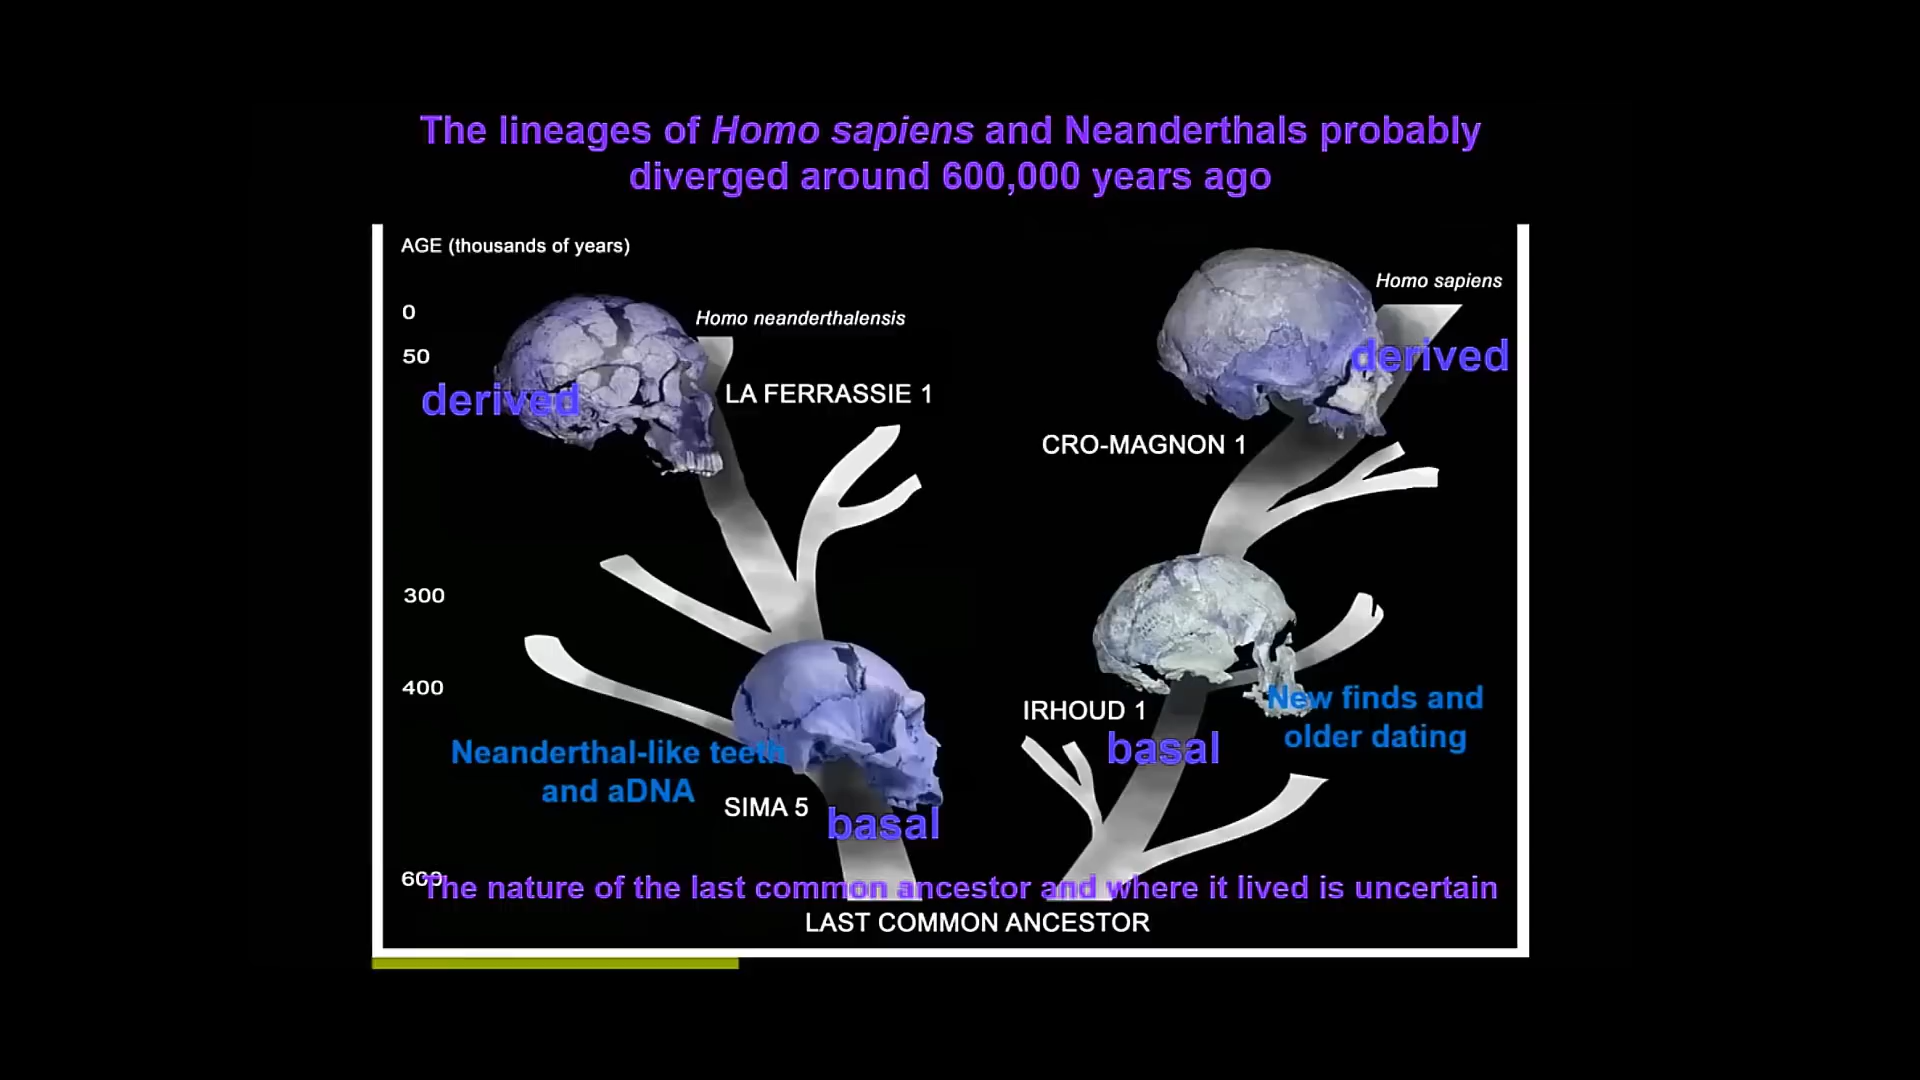 The lineages of Homo sapiens and Neanderthals probably
diverged around 600,000 years ago
AGE (thousands of years)
Homo sapiens
0
Homo neanderthalensis
50
derived
derived
LA FERRASSIE 1
CRO-MAGNON 1
300
400
New finds and
older dating
IRHOUD 1
basal
Neanderthal-like teeth
and aDNA
SIMA 5
basal
600
The nature of the last common ancestor and where it lived is uncertain
LAST COMMON ANCESTOR